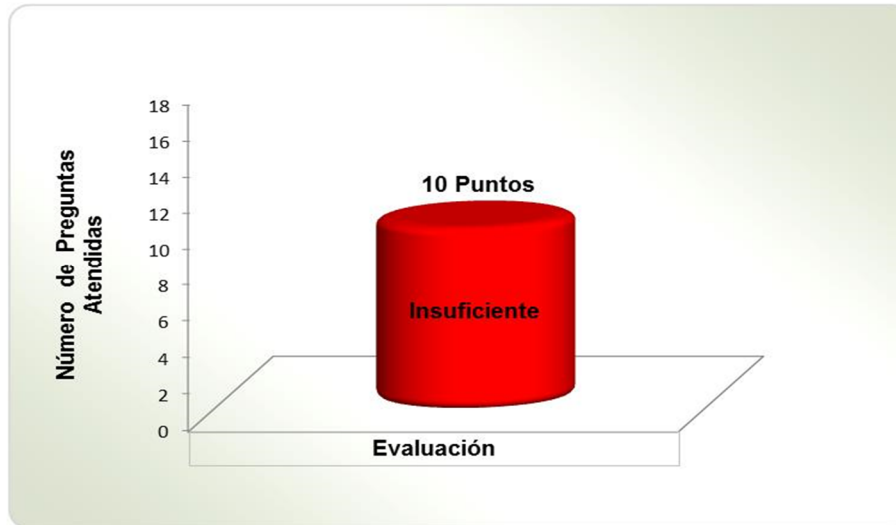 18
16
14
12
10
8
6
4
2
0
Número de Preguntas
Atendidas
10 Puntos
Insuficiente
Evaluación